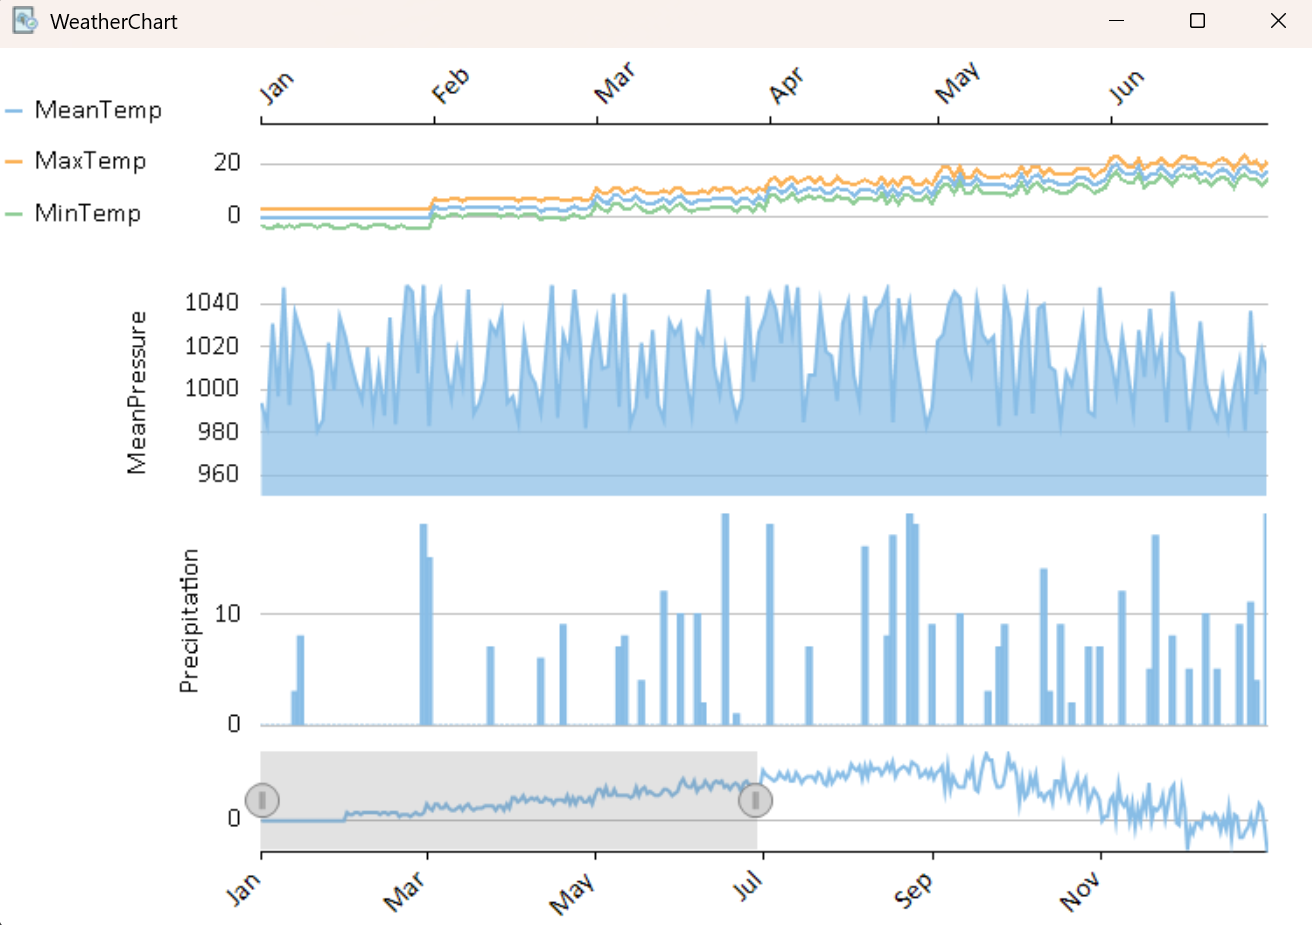 WeatherChart
Jan Feb Mar Apr May Jun
MeanTemp
MaxTemp
MinTemp
20
0
MeanPressure
1040
1020
1000
980
960
Precipitation
10
0
0
Jan Mar May Jul Sep Nov